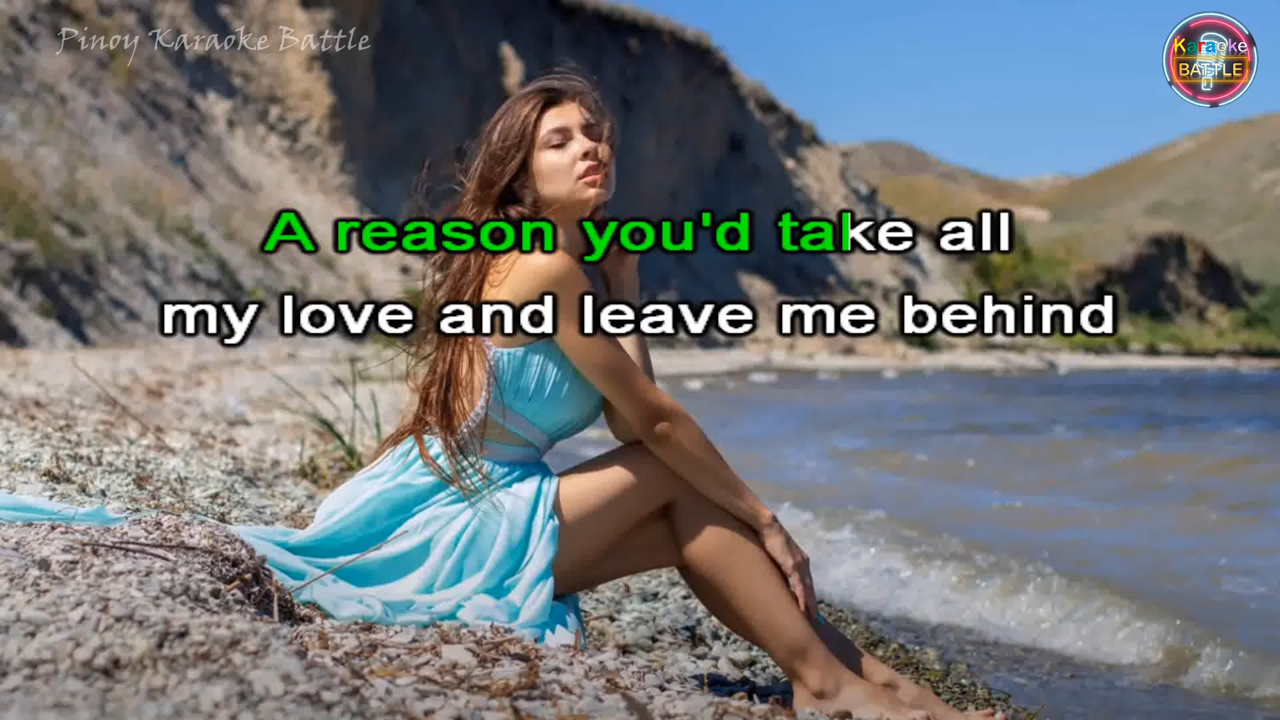 Pinoy Karaoke Battle
Karaoke
BATTLE
A reason you'd take all
my love and leave me behind